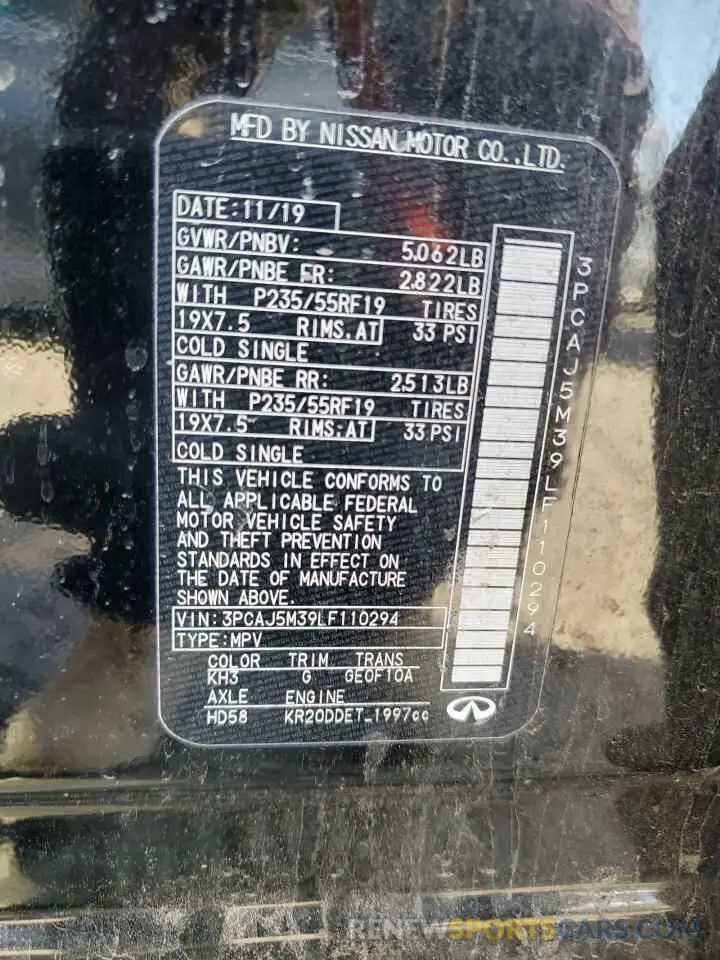 MFD BY NISSAN MOTOR CO.,LTD.
DATE:11/19
GVWR/PNBV: 5,062LB
GAWR/PNBE FR: 2,822LB
WITH P235/55RF19 TIRES
19X7.5 RIMS,AT 33 PSI
COLD SINGLE
GAWR/PNBE RR: 2,513LB
WITH P235/55RF19 TIRES
19X7.5 RIMS,AT 33 PSI
COLD SINGLE
THIS VEHICLE CONFORMS TO
ALL APPLICABLE FEDERAL
MOTOR VEHICLE SAFETY
AND THEFT PREVENTION
STANDARDS IN EFFECT ON
THE DATE OF MANUFACTURE
SHOWN ABOVE.
VIN:3PCAJ5M39LF110294
TYPE:MPV
COLOR TRIM TRANS
KH3 G GE0F10A
AXLE ENGINE
HD58 KR20DDET_1997cc
3PCAJ5M39LF110294
RENEWSPORTSCARS.COM